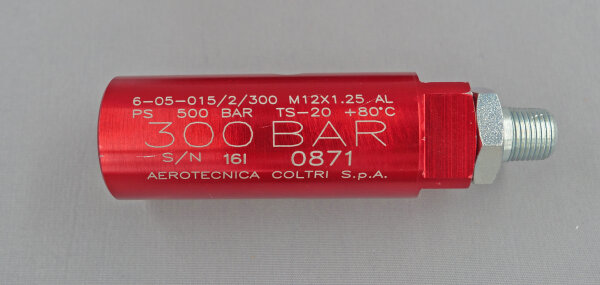 6-05-015/2/300 M12X1.25 AL
PS 500 BAR TS-20 +80°C
300 BAR
S/N 16I 0871
AEROTECNICA COLTRI S.p.A.